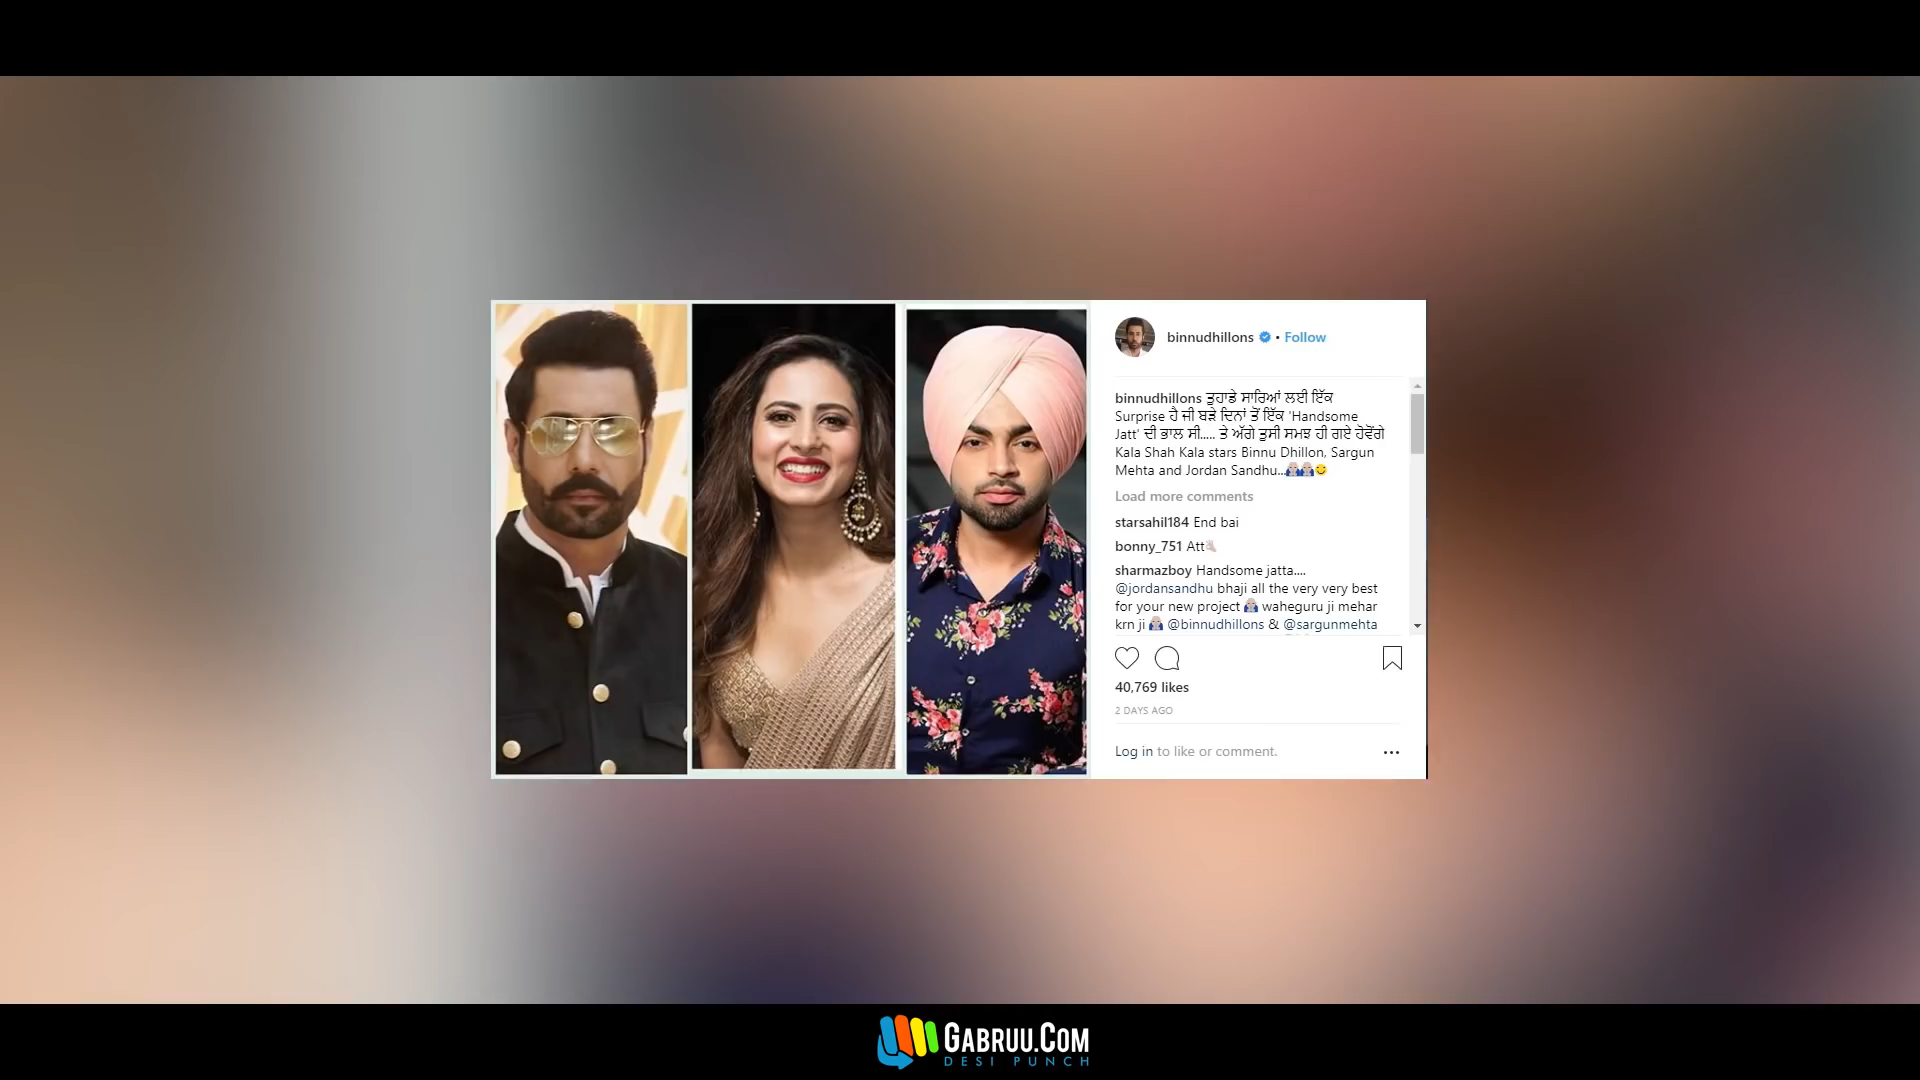 binnudhillons • Follow
binnudhillons ਤੁਹਾਡੇ ਸਾਰਿਆਂ ਲਈ ਇੱਕ
Surprise ਹੈ ਜੀ ਬੜੇ ਦਿਨਾਂ ਤੋਂ ਇੱਕ 'Handsome
Jatt' ਦੀ ਭਾਲ ਸੀ..... ਤੇ ਅੱਗੇ ਤੁਸੀ ਸਮਝ ਹੀ ਗਏ ਹੋਵੋਂਗੇ
Kala Shah Kala stars Binnu Dhillon, Sargun
Mehta and Jordan Sandhu...
Load more comments
starsahil184 End bai
bonny_751 Att
sharmazboy Handsome jatta....
@jordansandhu bhaji all the very very best
for your new project waheguru ji mehar
krn ji @binnudhillons & @sargunmehta
40,769 likes
2 DAYS AGO
Log in to like or comment.
GABRUU.COM
DESI PUNCH